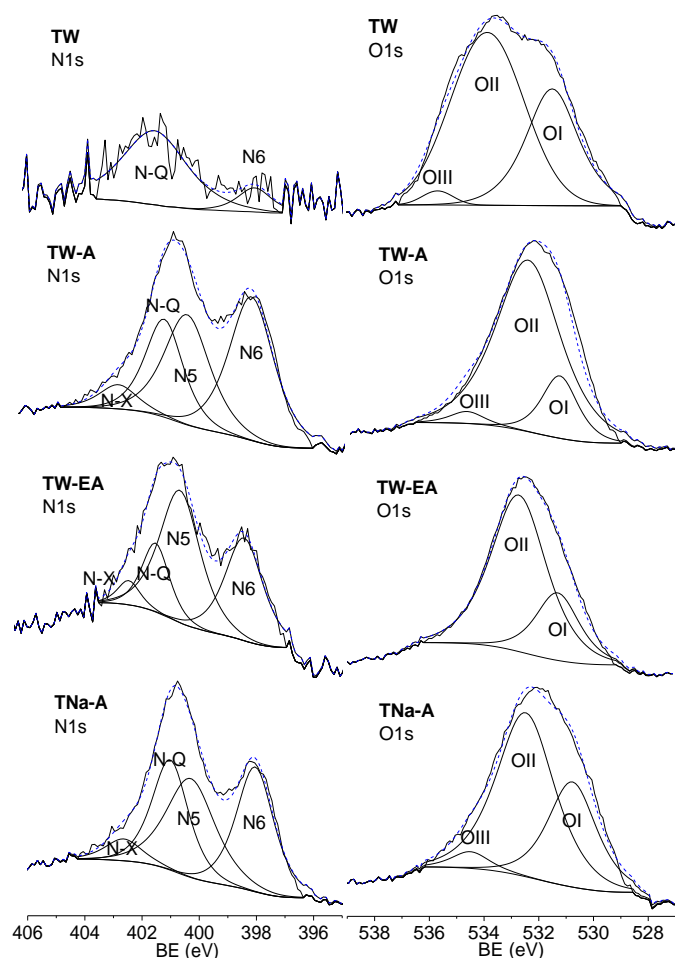 TW
N1s
N-Q
N6
TW
O1s
OII
OI
OIII
TW-A
N1s
N-Q
N5
N6
N-X
TW-A
O1s
OII
OIII
OI
TW-EA
N1s
N-X
N-Q
N5
N6
TW-EA
O1s
OII
OI
TNa-A
N1s
N-Q
N5
N6
N-X
TNa-A
O1s
OII
OIII
OI
406 404 402 400 398 396
BE (eV)
538 536 534 532 530 528
BE (eV)